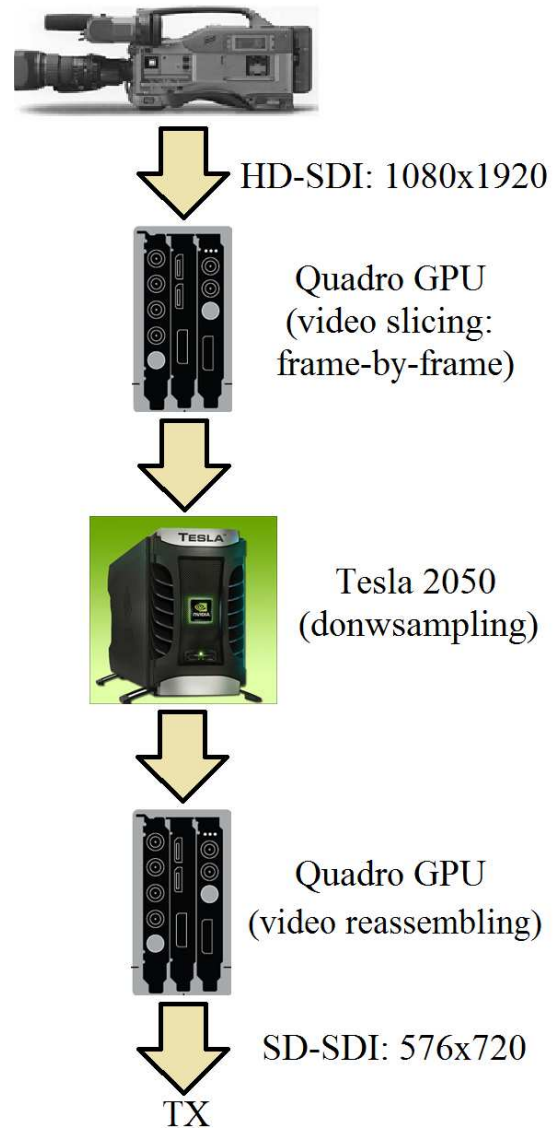 HD-SDI: 1080x1920
Quadro GPU
(video slicing:
frame-by-frame)
TESLA
Tesla 2050
(donwsampling)
Quadro GPU
(video reassembling)
SD-SDI: 576x720
TX